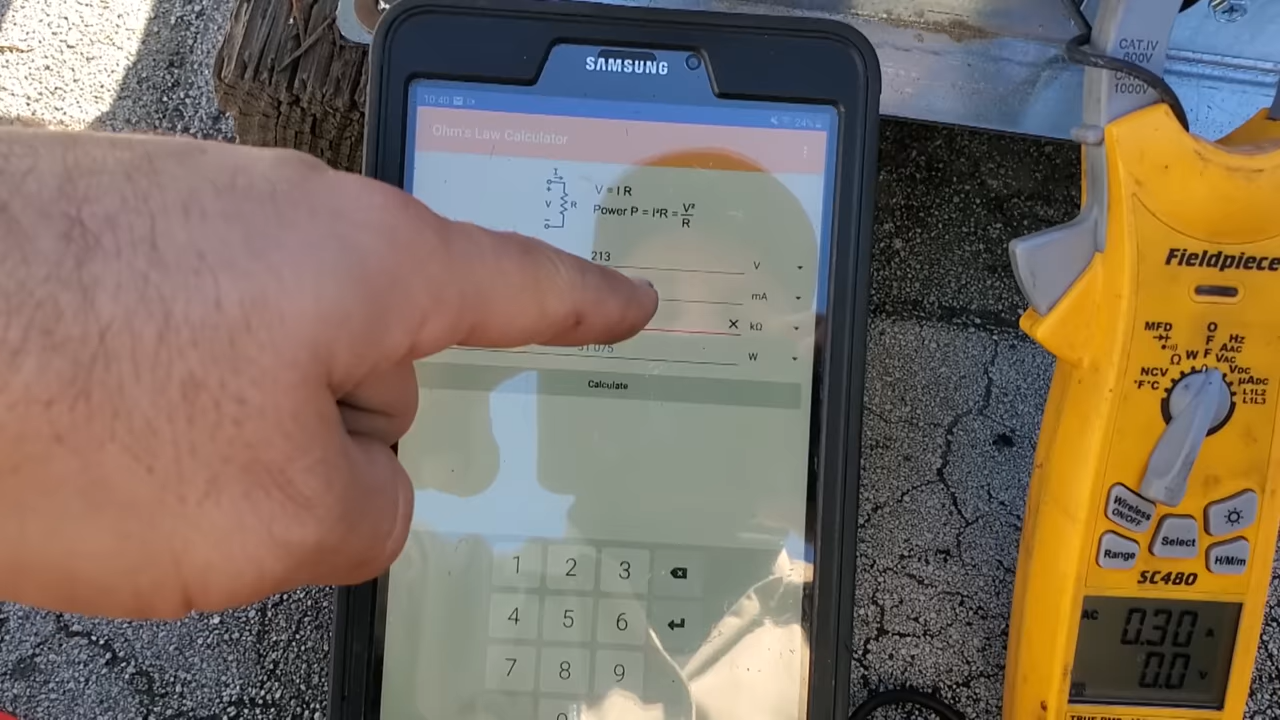 SAMSUNG
10:40
24%
Ohm's Law Calculator
I
V
R
V = I R
Power P = I²R = V²
R
213
V
mA
kΩ
W
Calculate
1 2 3
4 5 6
7 8 9
CAT.IV
600V
1000V
Fieldpiece
MFD
O
F
F
Hz
AAC
VAC
VDC
µADC
L1L2
L1L3
Ω
W
NCV
°F°C
Wireless
ON/OFF
Select
Range
H/M/m
SC480
AC
0.30 A
0.0 V